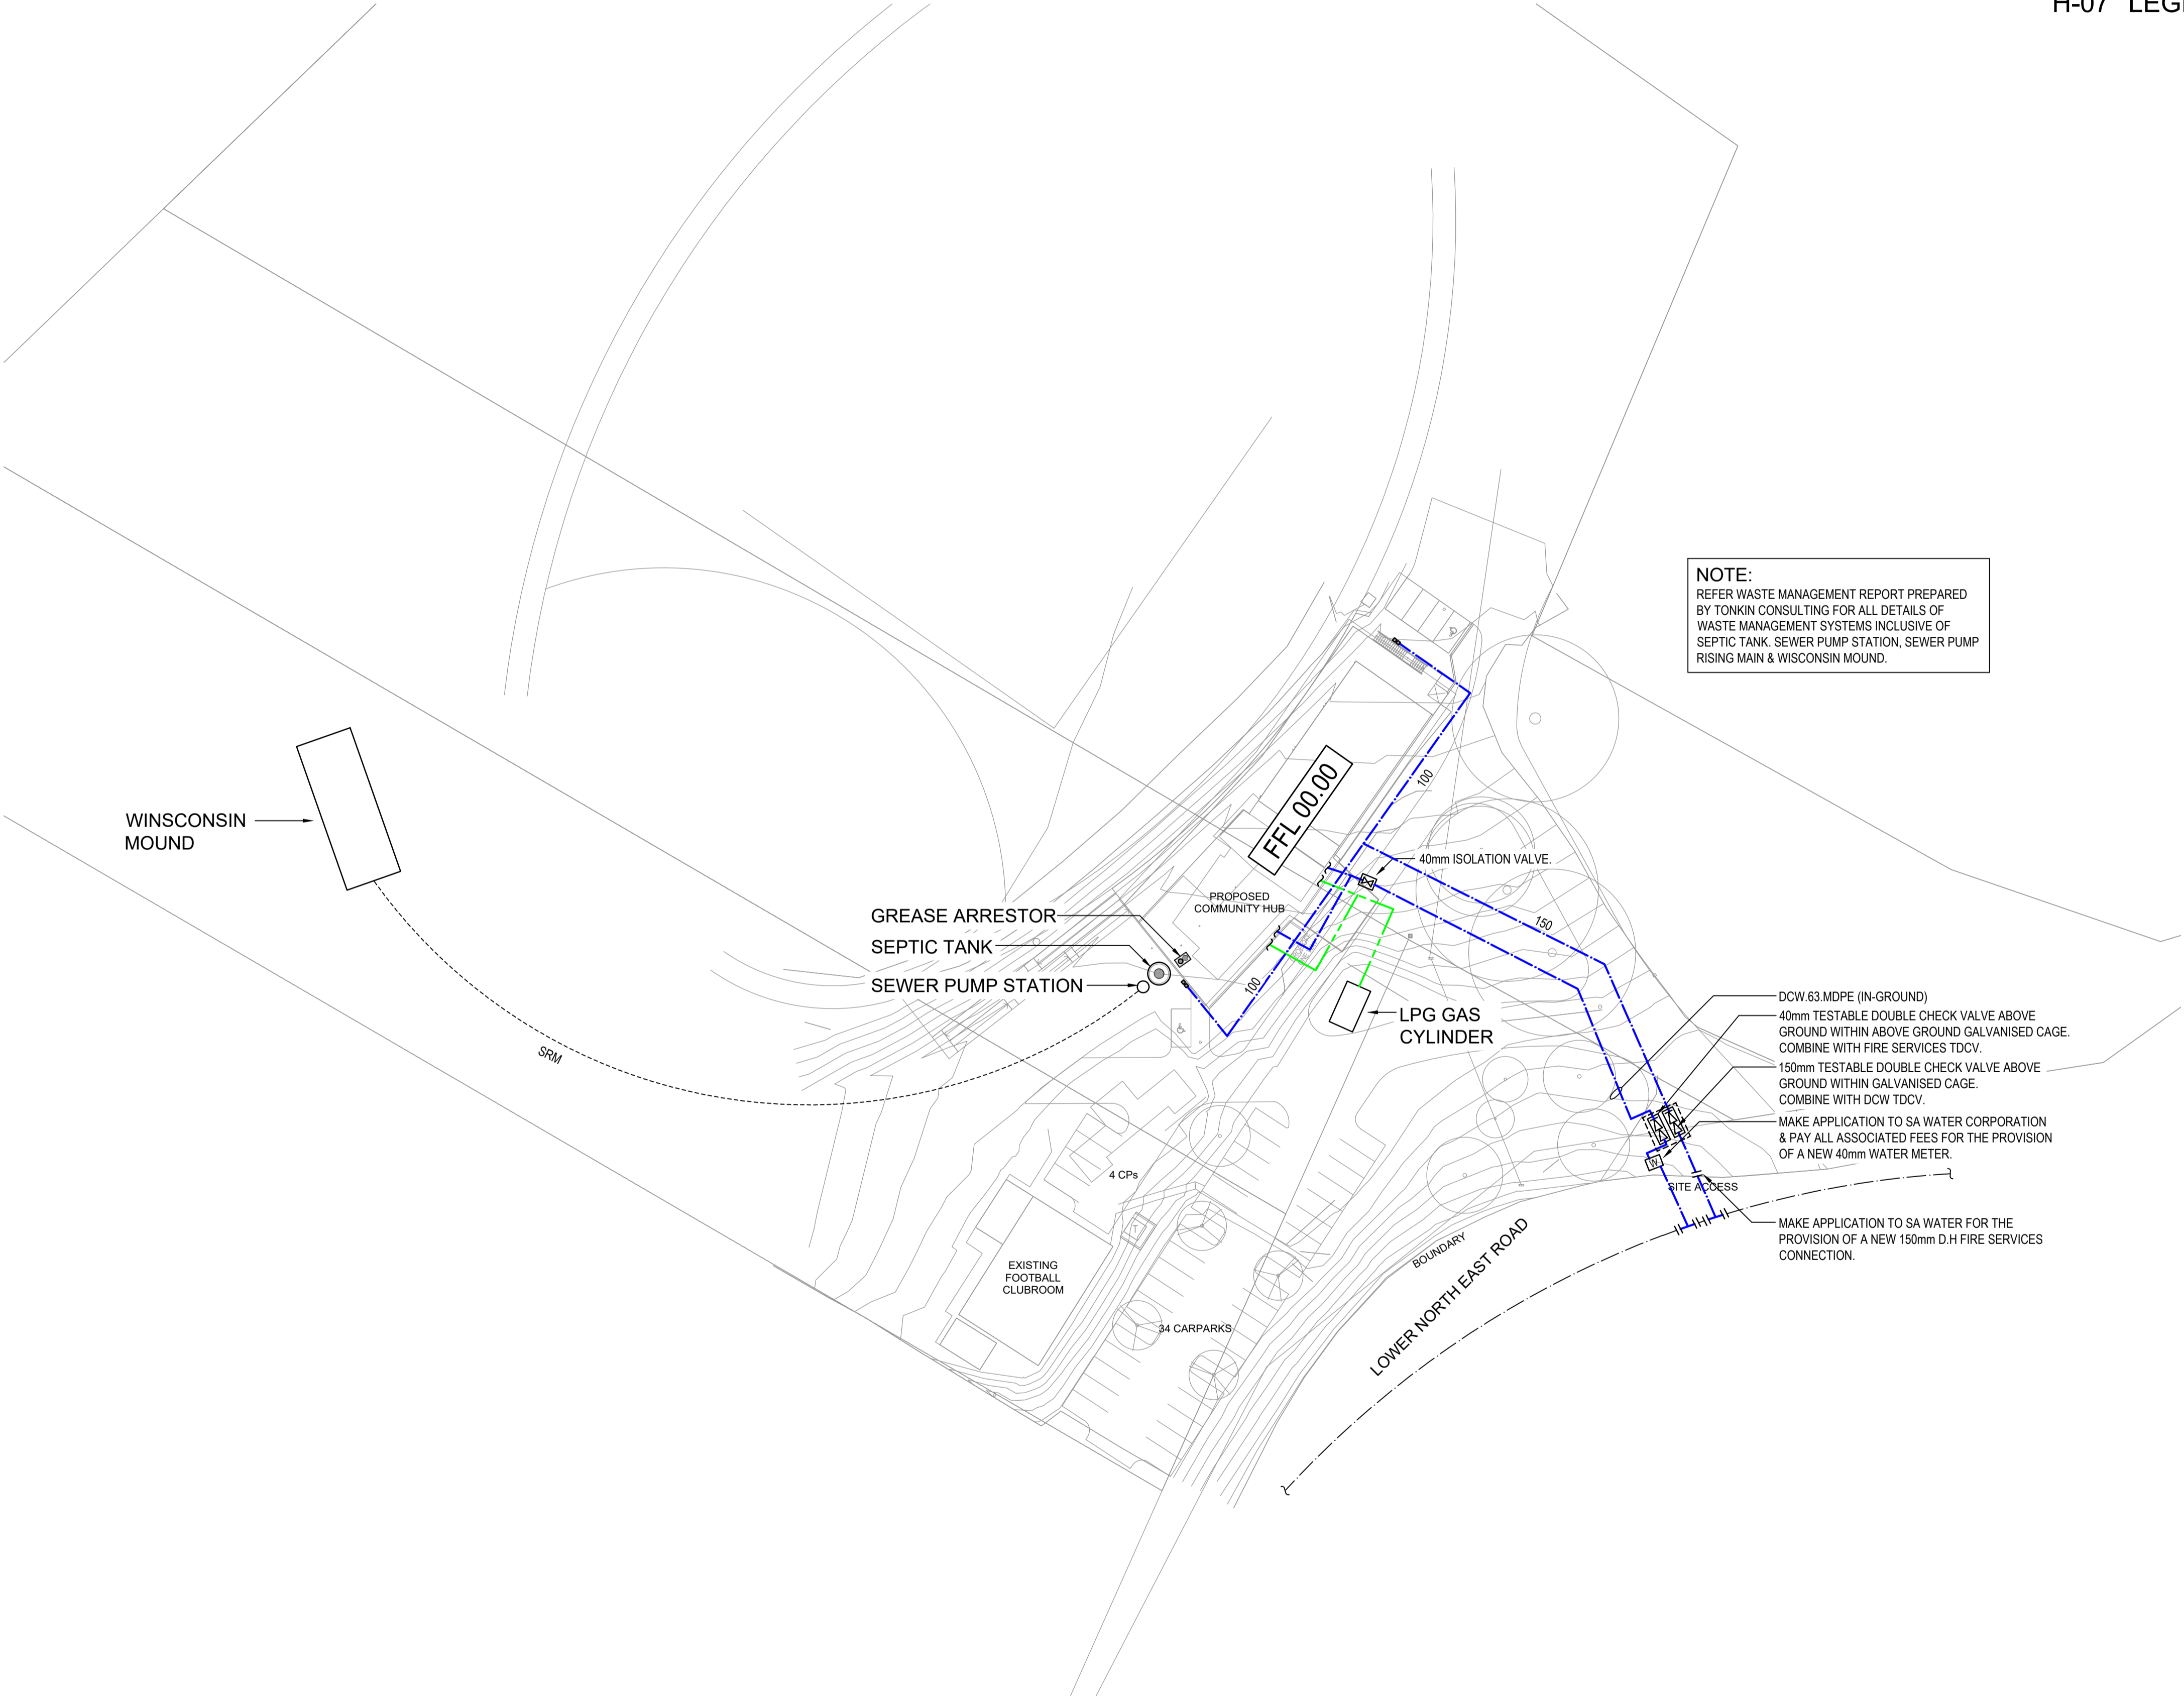 H-07 LEG
NOTE:
REFER WASTE MANAGEMENT REPORT PREPARED
BY TONKIN CONSULTING FOR ALL DETAILS OF
WASTE MANAGEMENT SYSTEMS INCLUSIVE OF
SEPTIC TANK. SEWER PUMP STATION, SEWER PUMP
RISING MAIN & WISCONSIN MOUND.
WINSCONSIN
MOUND
SRM
GREASE ARRESTOR
SEPTIC TANK
SEWER PUMP STATION
FFL 00.00
PROPOSED
COMMUNITY HUB
100
40mm ISOLATION VALVE.
150
100
LPG GAS
CYLINDER
DCW.63.MDPE (IN-GROUND)
40mm TESTABLE DOUBLE CHECK VALVE ABOVE
GROUND WITHIN ABOVE GROUND GALVANISED CAGE.
COMBINE WITH FIRE SERVICES TDCV.
150mm TESTABLE DOUBLE CHECK VALVE ABOVE
GROUND WITHIN GALVANISED CAGE.
COMBINE WITH DCW TDCV.
MAKE APPLICATION TO SA WATER CORPORATION
& PAY ALL ASSOCIATED FEES FOR THE PROVISION
OF A NEW 40mm WATER METER.
W
SITE ACCESS
MAKE APPLICATION TO SA WATER FOR THE
PROVISION OF A NEW 150mm D.H FIRE SERVICES
CONNECTION.
4 CPs
T
EXISTING
FOOTBALL
CLUBROOM
34 CARPARKS
BOUNDARY
LOWER NORTH EAST ROAD